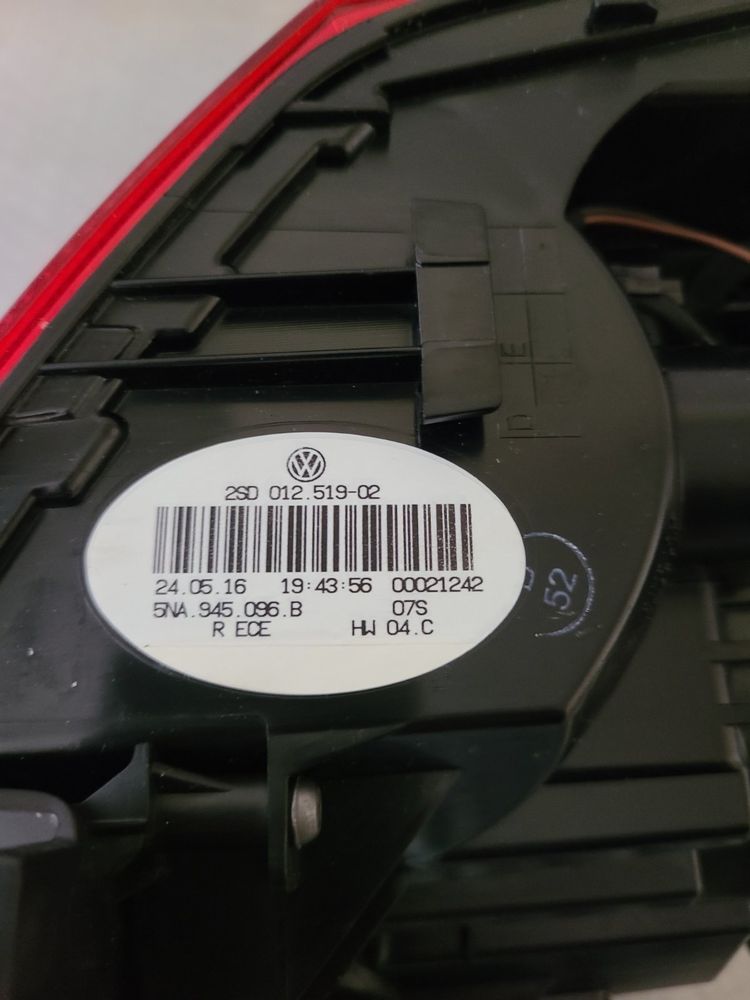 E
D
VW
2SD 012.519-02
24.05.16 19:43:56 00021242
5NA.945.096.B 07S
R ECE HW 04.C
52